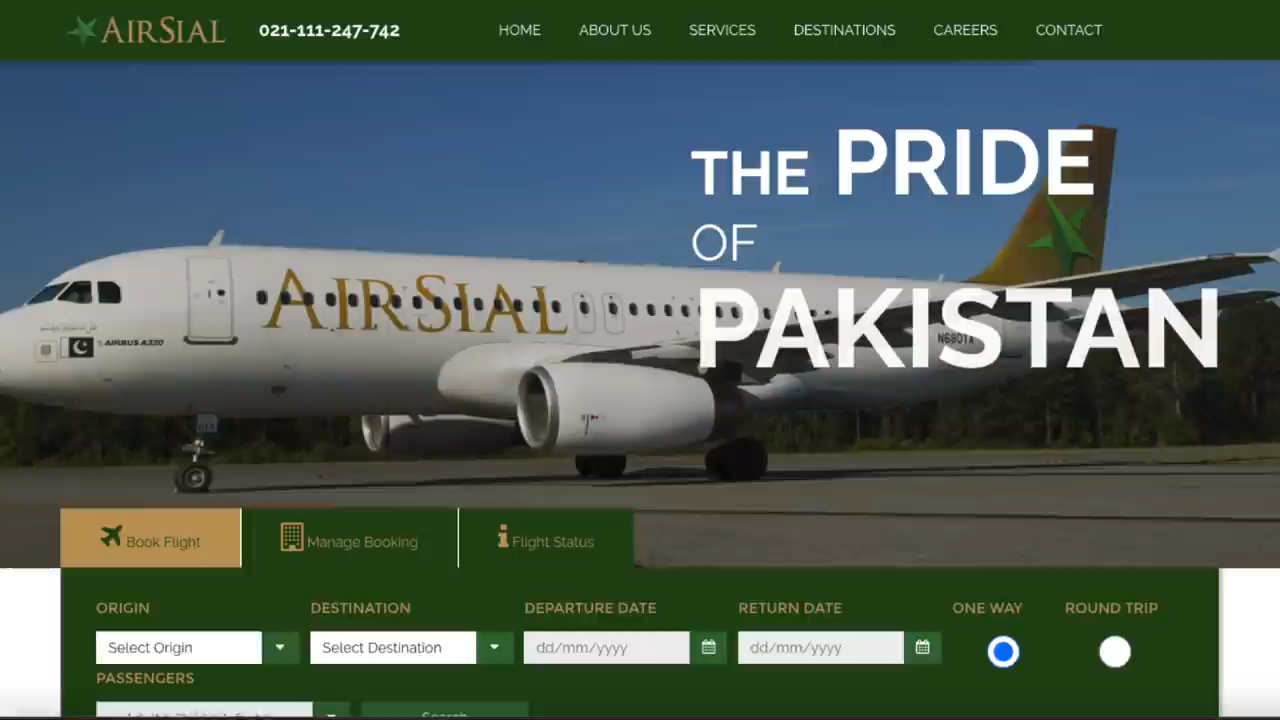 AIRSIAL
021-111-247-742
HOME
ABOUT US
SERVICES
DESTINATIONS
CAREERS
CONTACT
THE PRIDE
OF
PAKISTAN
AIRSIAL
AIRBUS A320
N680TA
Book Flight
Manage Booking
Flight Status
ORIGIN
DESTINATION
DEPARTURE DATE
RETURN DATE
ONE WAY
ROUND TRIP
Select Origin
Select Destination
dd/mm/yyyy
dd/mm/yyyy
PASSENGERS
Search